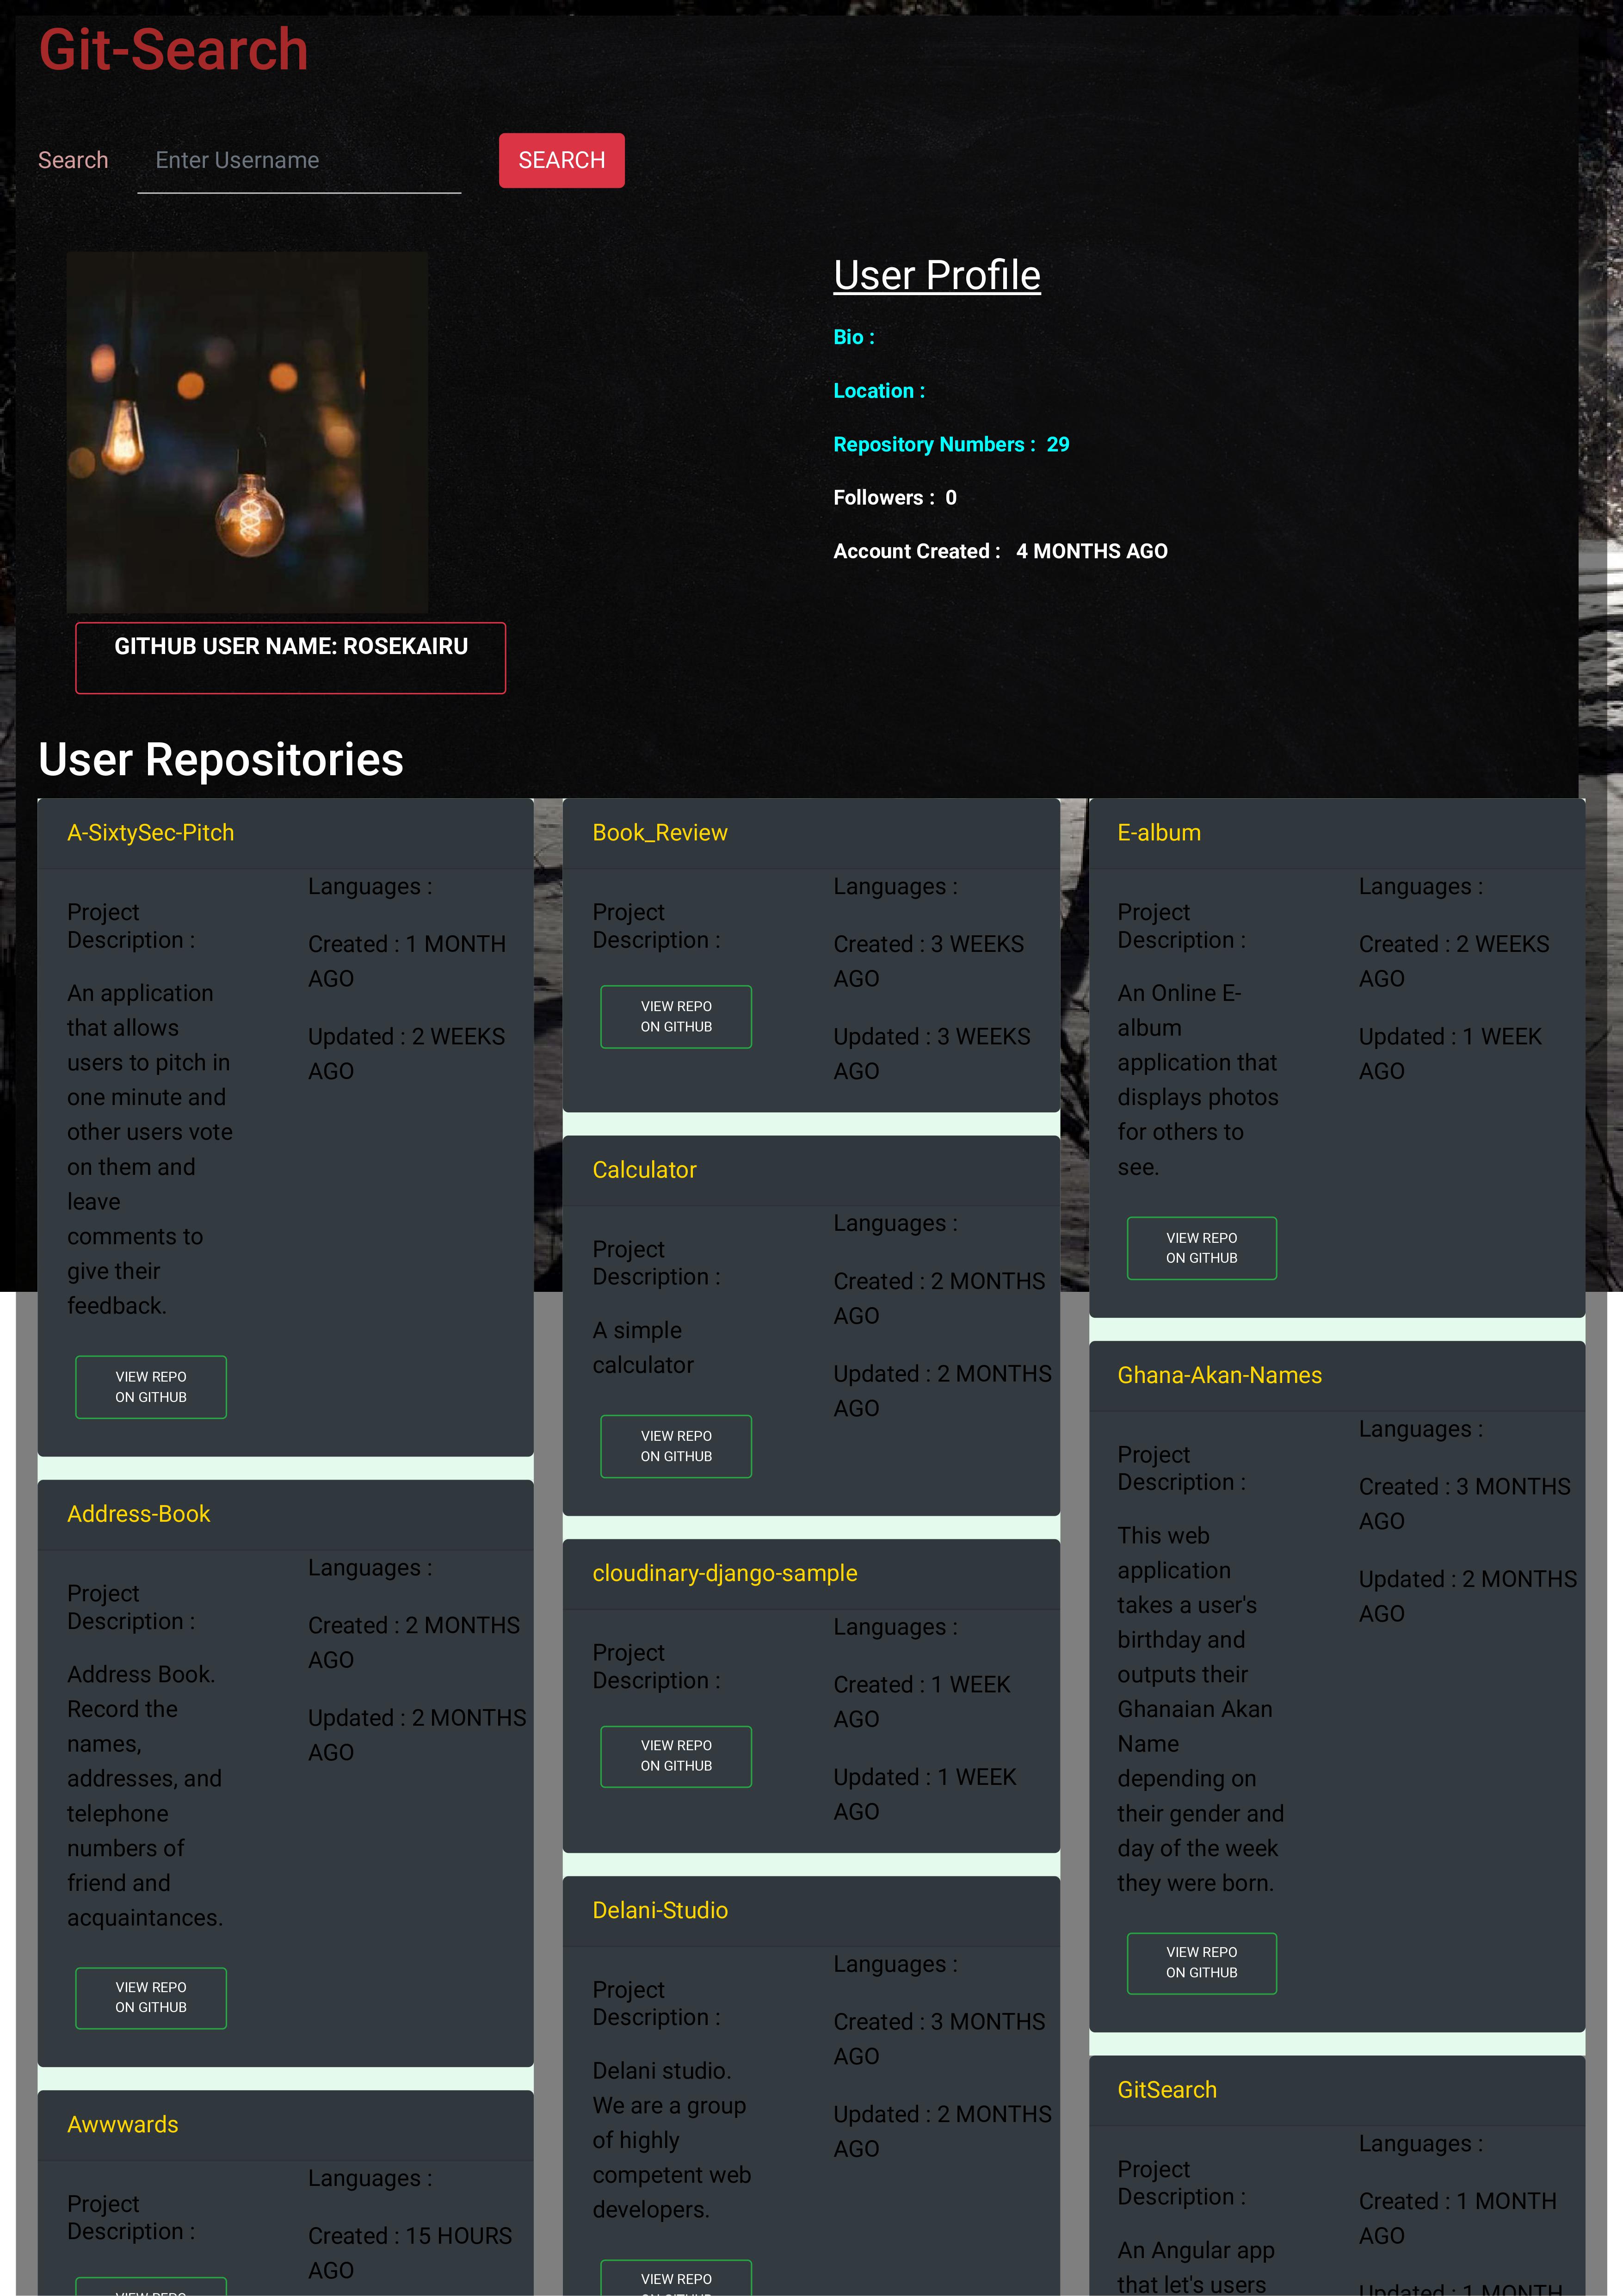 Git-Search
Search
Enter Username
SEARCH
GITHUB USER NAME: ROSEKAIRU
User Profile
Bio :
Location :
Repository Numbers : 29
Followers : 0
Account Created : 4 MONTHS AGO
User Repositories
A-SixtySec-Pitch
Project
Description :
An application
that allows
users to pitch in
one minute and
other users vote
on them and
leave
comments to
give their
feedback.
VIEW REPO
ON GITHUB
Languages :
Created : 1 MONTH
AGO
Updated : 2 WEEKS
AGO
Address-Book
Project
Description :
Address Book.
Record the
names,
addresses, and
telephone
numbers of
friend and
acquaintances.
VIEW REPO
ON GITHUB
Languages :
Created : 2 MONTHS
AGO
Updated : 2 MONTHS
AGO
Awwwards
Project
Description :
VIEW REPO
Languages :
Created : 15 HOURS
AGO
Book_Review
Project
Description :
VIEW REPO
ON GITHUB
Languages :
Created : 3 WEEKS
AGO
Updated : 3 WEEKS
AGO
Calculator
Project
Description :
A simple
calculator
VIEW REPO
ON GITHUB
Languages :
Created : 2 MONTHS
AGO
Updated : 2 MONTHS
AGO
cloudinary-django-sample
Project
Description :
VIEW REPO
ON GITHUB
Languages :
Created : 1 WEEK
AGO
Updated : 1 WEEK
AGO
Delani-Studio
Project
Description :
Delani studio.
We are a group
of highly
competent web
developers.
VIEW REPO
ON GITHUB
Languages :
Created : 3 MONTHS
AGO
Updated : 2 MONTHS
AGO
E-album
Project
Description :
An Online E-
album
application that
displays photos
for others to
see.
VIEW REPO
ON GITHUB
Languages :
Created : 2 WEEKS
AGO
Updated : 1 WEEK
AGO
Ghana-Akan-Names
Project
Description :
This web
application
takes a user's
birthday and
outputs their
Ghanaian Akan
Name
depending on
their gender and
day of the week
they were born.
VIEW REPO
ON GITHUB
Languages :
Created : 3 MONTHS
AGO
Updated : 2 MONTHS
AGO
GitSearch
Project
Description :
An Angular app
that let's users
Languages :
Created : 1 MONTH
AGO
Updated : 1 MONTH